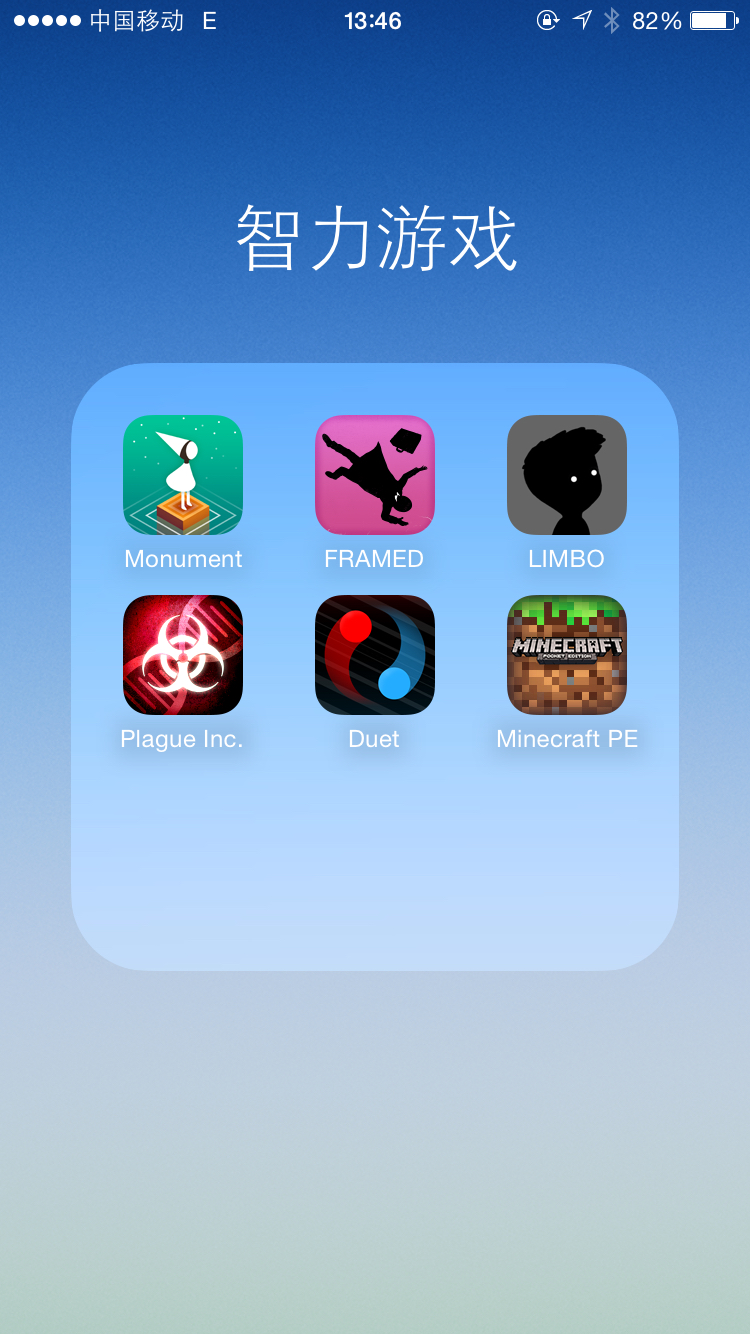 中国移动 E 13:46 82%
智力游戏
Monument FRAMED LIMBO
MINECRAFT
POCKET EDITION
Plague Inc. Duet Minecraft PE